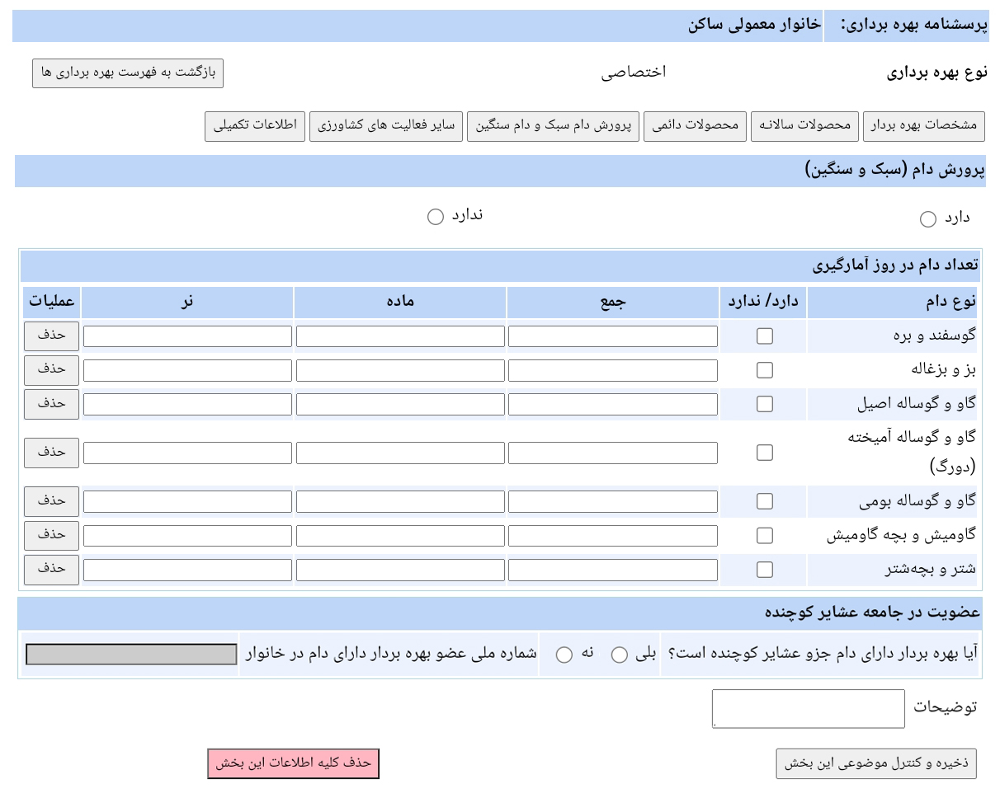 پرسشنامه بهره برداری: خانوار معمولی ساکن
نوع بهره برداری اختصاصی بازگشت به فهرست بهره برداری ها
مشخصات بهره بردار محصولات سالانـه محصولات دائمی پرورش دام سبک و دام سنگین سایر فعالیت های کشاورزی اطلاعات تکمیلی
پرورش دام (سبک و سنگین)
دارد ندارد
تعداد دام در روز آمارگیری
نوع دام دارد/ ندارد جمع ماده نر عملیات
گوسفند و بره حذف
بز و بزغاله حذف
گاو و گوساله اصیل حذف
گاو و گوساله آمیخته
(دورگ) حذف
گاو و گوساله بومی حذف
گاومیش و بچه گاومیش حذف
شتر و بچه‌شتر حذف
عضویت در جامعه عشایر کوچنده
آیا بهره بردار دارای دام جزو عشایر کوچنده است؟ بلی نه شماره ملی عضو بهره بردار دارای دام در خانوار
توضیحات
ذخیره و کنترل موضوعی این بخش حذف کلیه اطلاعات این بخش